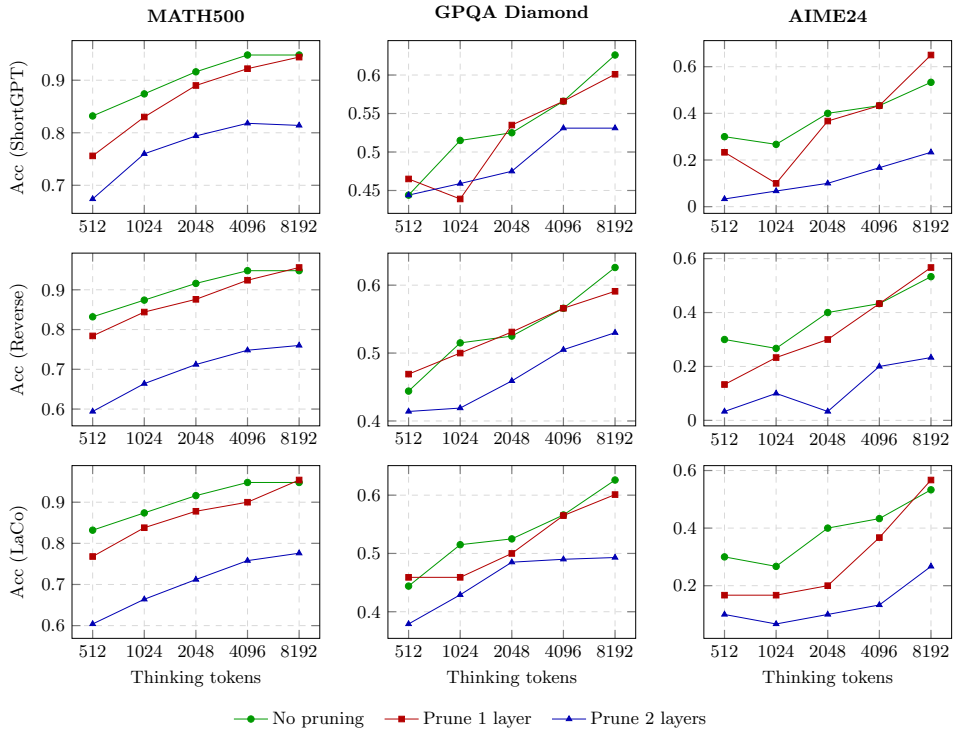 MATH500 GPQA Diamond AIME24
Acc (ShortGPT)
0.9
0.8
0.7
512 1024 2048 4096 8192
0.6
0.55
0.5
0.45
512 1024 2048 4096 8192
0.6
0.4
0.2
0
512 1024 2048 4096 8192
Acc (Reverse)
0.9
0.8
0.7
0.6
512 1024 2048 4096 8192
0.6
0.5
0.4
512 1024 2048 4096 8192
0.6
0.4
0.2
0
512 1024 2048 4096 8192
Acc (LaCo)
0.9
0.8
0.7
0.6
512 1024 2048 4096 8192
Thinking tokens
0.6
0.5
0.4
512 1024 2048 4096 8192
Thinking tokens
0.6
0.4
0.2
512 1024 2048 4096 8192
Thinking tokens
No pruning Prune 1 layer Prune 2 layers